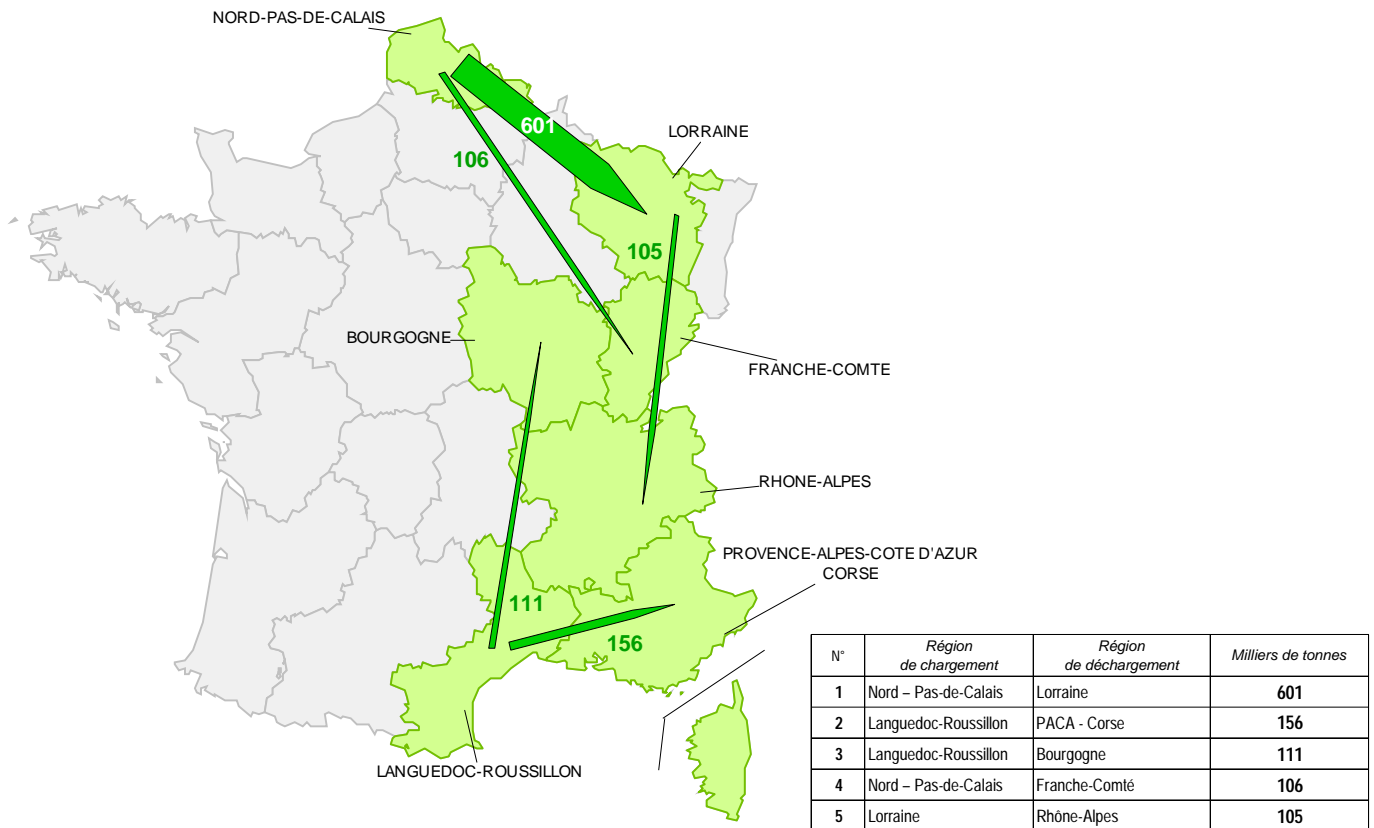 NORD-PAS-DE-CALAIS
601
LORRAINE
106
105
BOURGOGNE
FRANCHE-COMTE
RHONE-ALPES
PROVENCE-ALPES-COTE D'AZUR
CORSE
111
156
LANGUEDOC-ROUSSILLON
N° Région de chargement Région de déchargement Milliers de tonnes
1 Nord – Pas-de-Calais Lorraine 601
2 Languedoc-Roussillon PACA - Corse 156
3 Languedoc-Roussillon Bourgogne 111
4 Nord – Pas-de-Calais Franche-Comté 106
5 Lorraine Rhône-Alpes 105